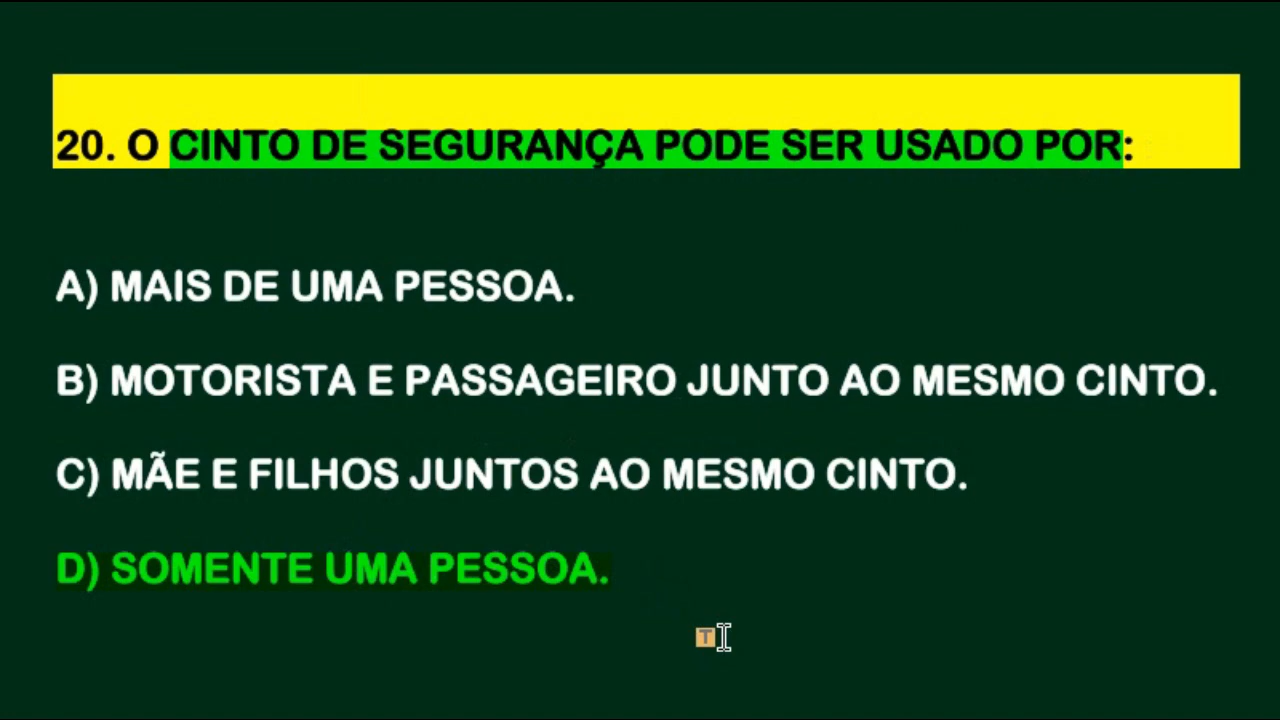 20. O CINTO DE SEGURANÇA PODE SER USADO POR:
A) MAIS DE UMA PESSOA.
B) MOTORISTA E PASSAGEIRO JUNTO AO MESMO CINTO.
C) MÃE E FILHOS JUNTOS AO MESMO CINTO.
D) SOMENTE UMA PESSOA.
T